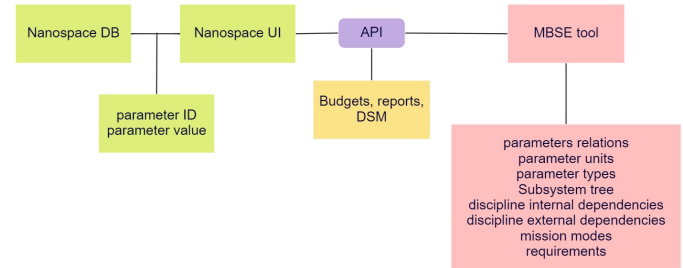 Nanospace DB
Nanospace UI
API
MBSE tool
parameter ID
parameter value
Budgets, reports,
DSM
parameters relations
parameter units
parameter types
Subsystem tree
discipline internal dependencies
discipline external dependencies
mission modes
requirements